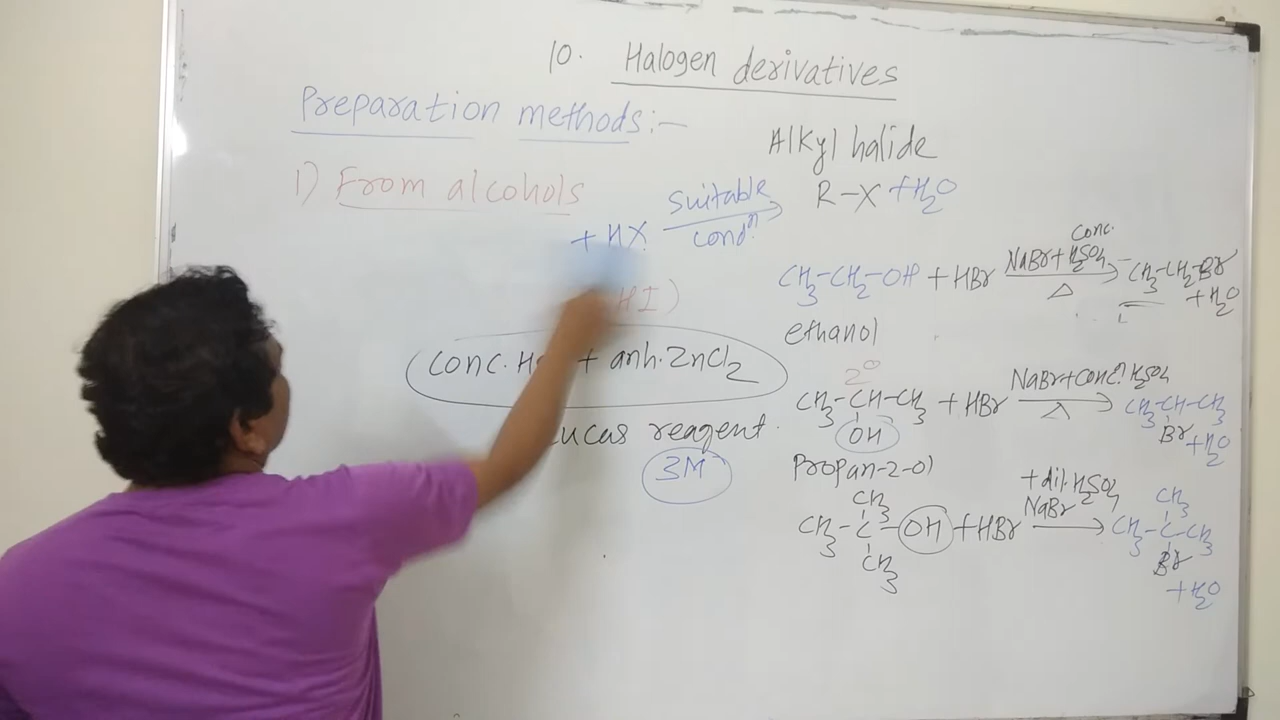 10. Halogen derivatives
Preparation methods:-
1) From alcohols
+ HX suitable condⁿ.
Alkyl halide
R-X + H₂O
HI)
conc. + anh. ZnCl₂
ucas reagent.
3M
CH₃-CH₂-OH + HBr NaBr + conc. H₂SO₄ Δ CH₃-CH₂-Br
+ H₂O
ethanol
2°
CH₃-CH-CH₃ + HBr NaBr + conc. H₂SO₄ Δ CH₃-CH-CH₃
OH Br + H₂O
Propan-2-ol
CH₃ + dil. H₂SO₄ CH₃
CH₃-C-OH + HBr NaBr CH₃-C-CH₃
CH₃ Br
+ H₂O